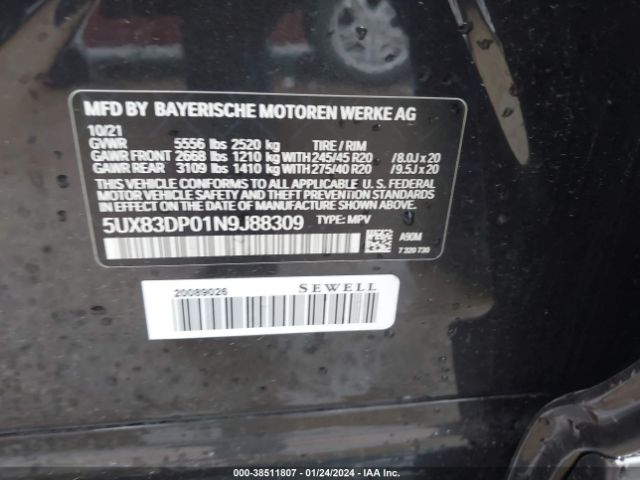 MFD BY BAYERISCHE MOTOREN WERKE AG
10/21
GVWR 5556 lbs 2520 kg TIRE / RIM
GAWR FRONT 2668 lbs 1210 kg WITH 245/45 R20 /8.0J x 20
GAWR REAR 3109 lbs 1410 kg WITH 275/40 R20 /9.5J x 20
THIS VEHICLE CONFORMS TO ALL APPLICABLE U.S. FEDERAL
MOTOR VEHICLE SAFETY AND THEFT PREVENTION
STANDARDS IN EFFECT ON THE DATE OF MANUFACTURE
SHOWN ABOVE
5UX83DP01N9J88309 TYPE: MPV
A90M
7 329 730
20089026 SEWELL
000-38511807 - 01/24/2024 - IAA Inc.